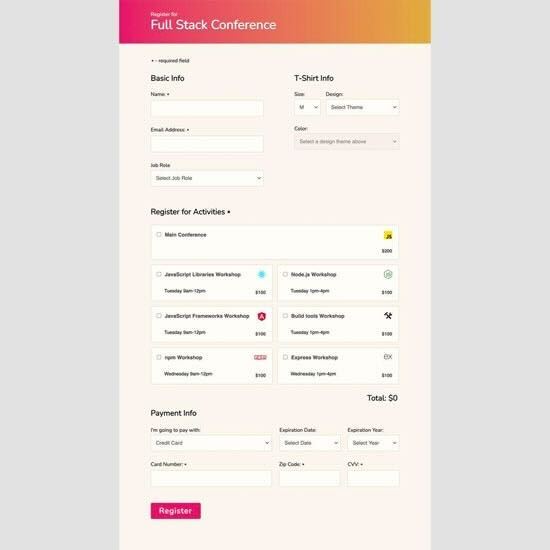 Register for
Full Stack Conference
• - required field
Basic Info
T-Shirt Info
Name: •
Size:
Design:
M
Select Theme
Email Address: •
Color:
Select a design theme above
Job Role
Select Job Role
Register for Activities •
Main Conference
JS
$200
JavaScript Libraries Workshop
Tuesday 9am-12pm
$100
Node.js Workshop
JS
Tuesday 1pm-4pm
$100
JavaScript Frameworks Workshop
A
Tuesday 9am-12pm
$100
Build tools Workshop
Tuesday 1pm-4pm
$100
npm Workshop
npm
Wednesday 9am-12pm
$100
Express Workshop
ex
Wednesday 1pm-4pm
$100
Total: $0
Payment Info
I'm going to pay with:
Expiration Date:
Expiration Year:
Credit Card
Select Date
Select Year
Card Number: •
Zip Code: •
CVV: •
Register